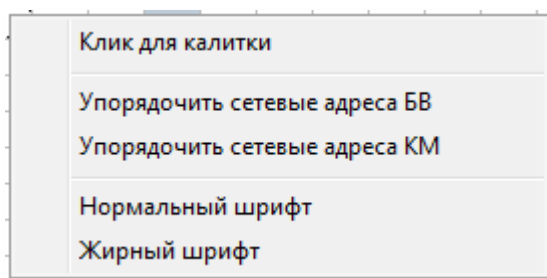 Клик для калитки
Упорядочить сетевые адреса БВ
Упорядочить сетевые адреса КМ
Нормальный шрифт
Жирный шрифт